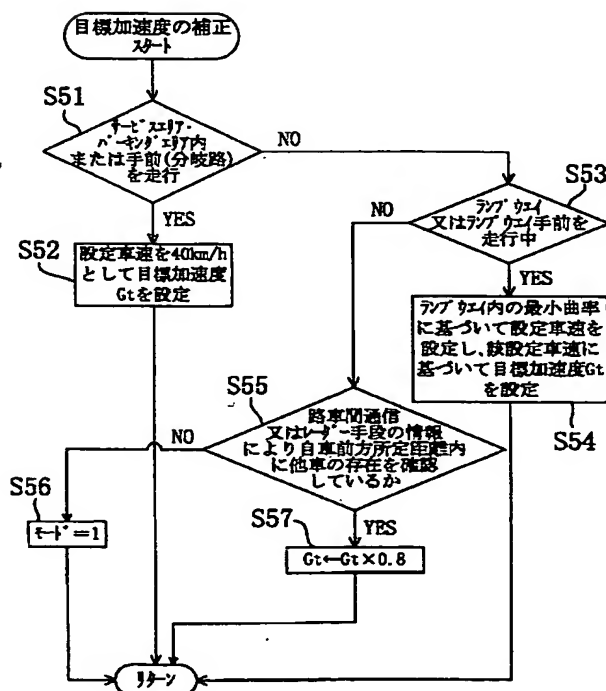 目標加速度の補正
スタート
S51
ｻｰﾋﾞｽｴﾘｱ・
ﾊﾟｰｷﾝｸﾞｴﾘｱ内
または手前(分岐路)
を走行
NO
YES
S53
ﾗﾝﾌﾟｳｴｲ
又はﾗﾝﾌﾟｳｴｲ手前を
走行中
NO
YES
S52
設定車速を40km/h
として目標加速度
Gtを設定
ﾗﾝﾌﾟｳｴｲ内の最小曲率
に基づいて設定車速を
設定し、該設定車速に
基づいて目標加速度Gt
を設定
S54
S55
路車間通信
又はﾚｰﾀﾞｰ手段の情報
により自車前方所定距離内
に他車の存在を確認
しているか
NO
YES
S56
ﾓｰﾄﾞ=1
S57
Gt←Gt×0.8
ﾘﾀｰﾝ